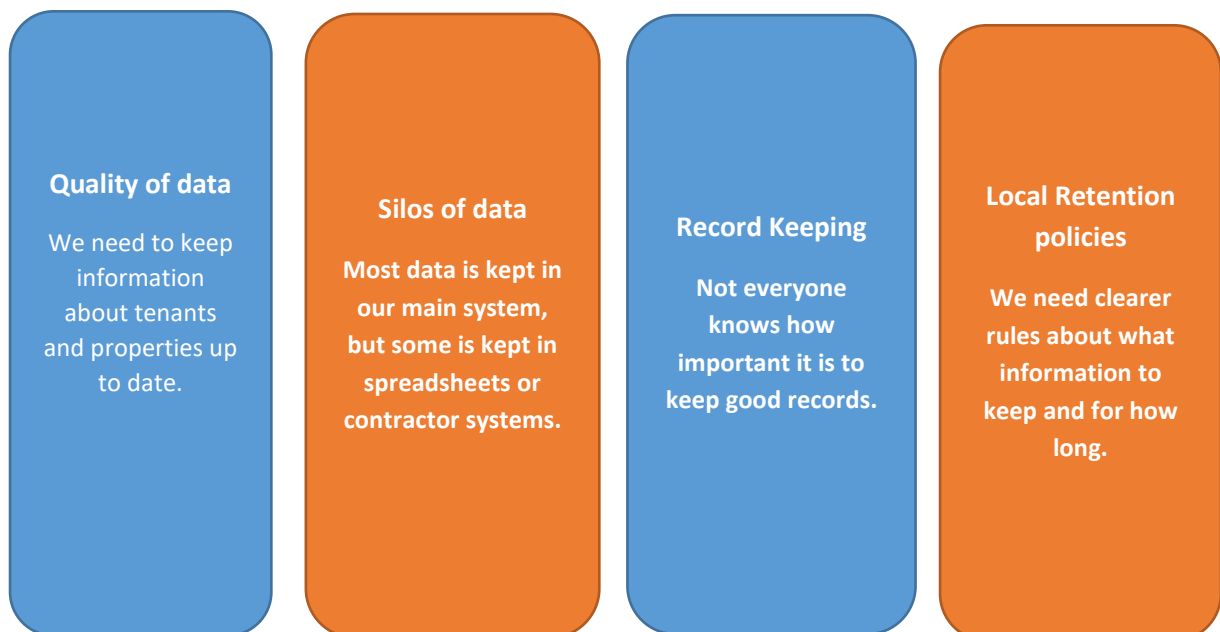 Quality of data
We need to keep
information
about tenants
and properties up
to date.
Silos of data
Most data is kept in
our main system,
but some is kept in
spreadsheets or
contractor systems.
Record Keeping
Not everyone
knows how
important it is to
keep good records.
Local Retention
policies
We need clearer
rules about what
information to
keep and for how
long.